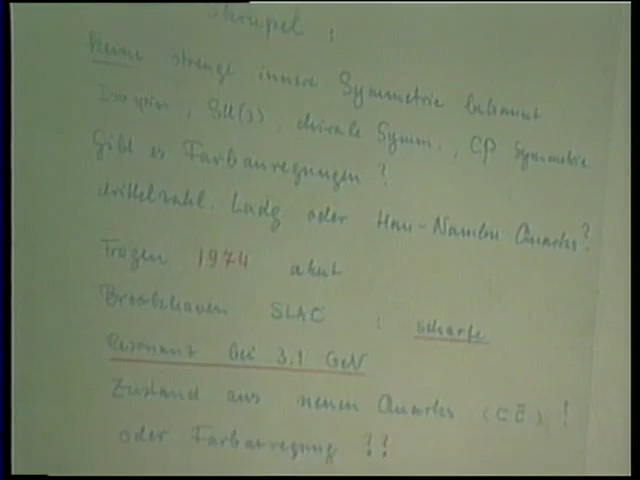 Skrupel :
keine strenge innere Symmetrie bekannt
Isospin, SU(3), chirale Symm., CP Symmetrie
Gibt es Farbanregungen ?
drittelzahl. Ladg oder Han-Nambu Quarks ?
Fragen 1974 akut
Brookhaven SLAC : scharfe
Resonanz bei 3.1 GeV
Zustand aus neuen Quarks (c c̄) !
oder Farbanregung ??